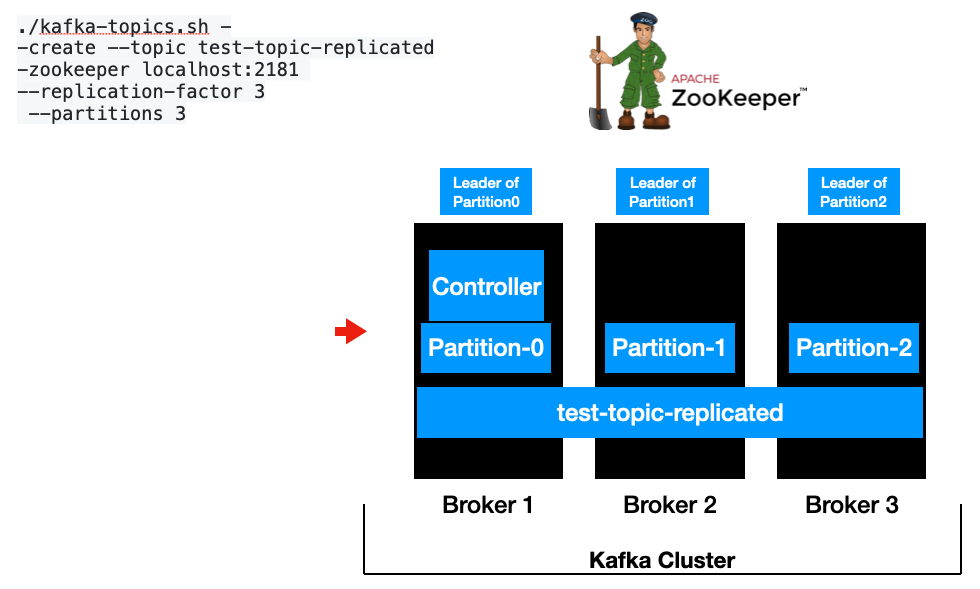 ./kafka-topics.sh -
-create --topic test-topic-replicated
-zookeeper localhost:2181
--replication-factor 3
--partitions 3
ZOO
APACHE
ZooKeeper™
Leader of
Partition0
Leader of
Partition1
Leader of
Partition2
Controller
Partition-0
Partition-1
Partition-2
test-topic-replicated
Broker 1
Broker 2
Broker 3
Kafka Cluster